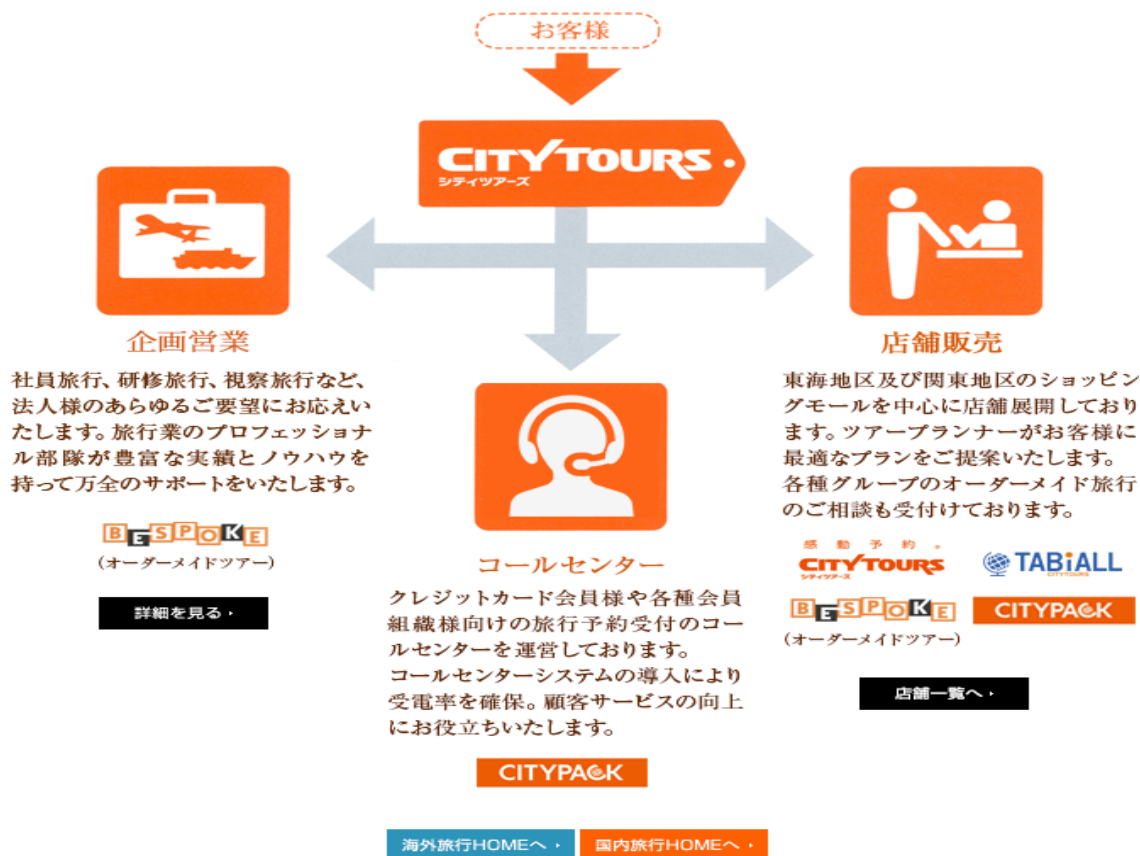 お客様
CITYTOURS
シティツアーズ
企画営業
社員旅行、研修旅行、視察旅行など、
法人様のあらゆるご要望にお応えい
たします。旅行業のプロフェッショナ
ル部隊が豊富な実績とノウハウを
持って万全のサポートをいたします。
BESPOKE
(オーダーメイドツアー)
詳細を見る
コールセンター
クレジットカード会員様や各種会員
組織様向けの旅行予約受付のコー
ルセンターを運営しております。
コールセンターシステムの導入により
受電率を確保。顧客サービスの向上
にお役立ちいたします。
CITYPACK
店舗販売
東海地区及び関東地区のショッピン
グモールを中心に店舗展開しており
ます。ツアープランナーがお客様に
最適なプランをご提案いたします。
各種グループのオーダーメイド旅行
のご相談も受付けております。
感動予約。
CITYTOURS
シティツアーズ
TABiALL
CITYTOURS
BESPOKE
(オーダーメイドツアー)
CITYPACK
店舗一覧へ
海外旅行HOMEへ
国内旅行HOMEへ